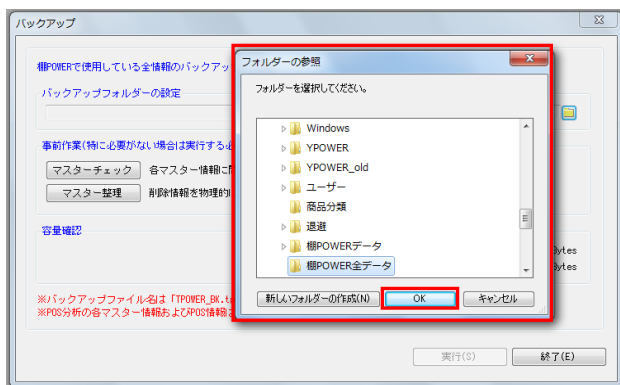 バックアップ
棚POWERで使用している全情報のバックアッ
バックアップフォルダーの設定
事前作業(特に必要がない場合は実行する必
マスターチェック 各マスター情報に
マスター整理 削除情報を物理的
容量確認
Bytes
Bytes
※バックアップファイル名は「TPOWER_BK.t
※POS分析の各マスター情報およびPOS情報
実行(S) 終了(E)
フォルダーの参照
フォルダーを選択してください。
Windows
YPOWER
YPOWER_old
ユーザー
商品分類
退避
棚POWERデータ
棚POWER全データ
新しいフォルダーの作成(N) OK キャンセル